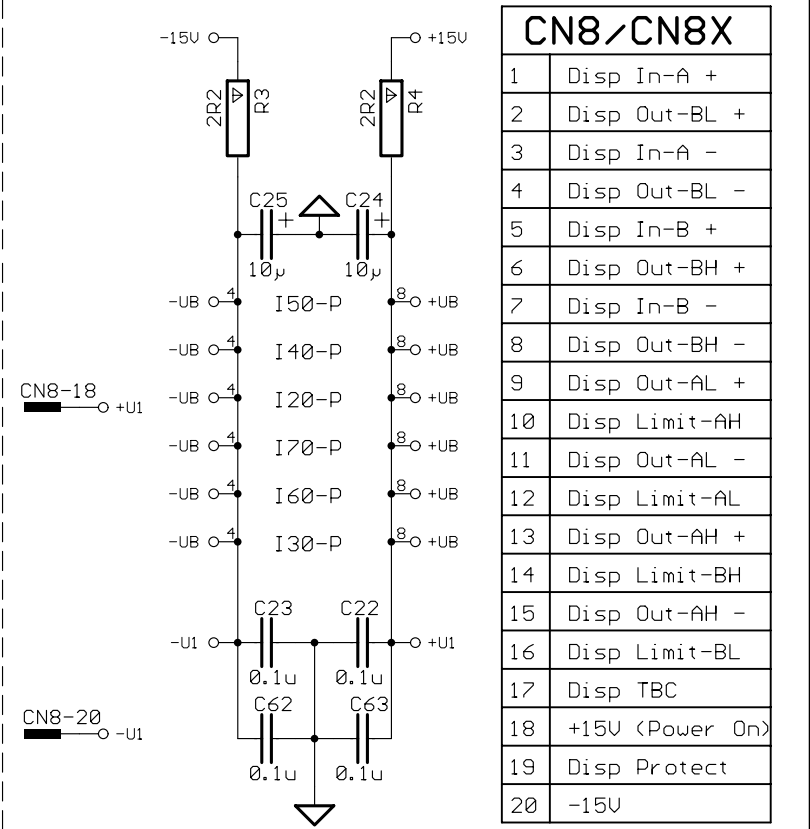 -15V
+15V
2R2
R3
2R2
R4
C25
C24
+
+
10µ
10µ
-UB 4 I50-P 8 +UB
-UB 4 I40-P 8 +UB
CN8-18
+U1
-UB 4 I20-P 8 +UB
-UB 4 I70-P 8 +UB
-UB 4 I60-P 8 +UB
-UB 4 I30-P 8 +UB
C23
C22
-U1
+U1
0.1u
0.1u
C62
C63
CN8-20
-U1
0.1u
0.1u
CN8/CN8X
1 Disp In-A +
2 Disp Out-BL +
3 Disp In-A -
4 Disp Out-BL -
5 Disp In-B +
6 Disp Out-BH +
7 Disp In-B -
8 Disp Out-BH -
9 Disp Out-AL +
10 Disp Limit-AH
11 Disp Out-AL -
12 Disp Limit-AL
13 Disp Out-AH +
14 Disp Limit-BH
15 Disp Out-AH -
16 Disp Limit-BL
17 Disp TBC
18 +15V (Power On)
19 Disp Protect
20 -15V